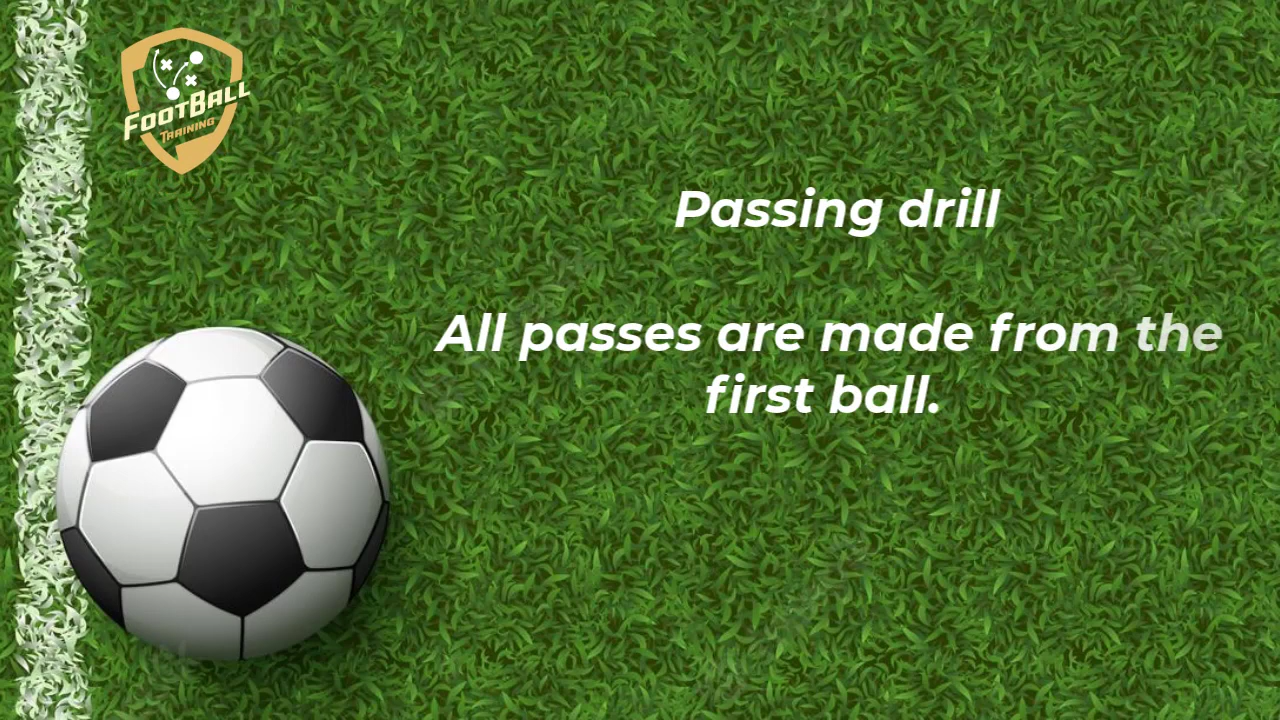 FootBall
Training
Passing drill
All passes are made from the
first ball.